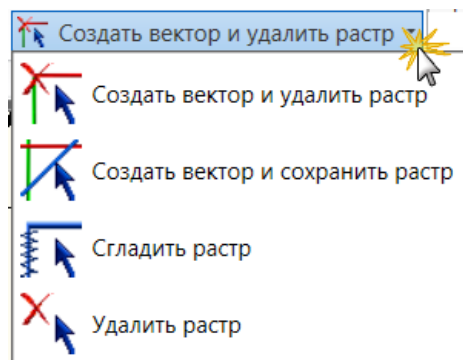 Создать вектор и удалить растр
Создать вектор и удалить растр
Создать вектор и сохранить растр
Сгладить растр
Удалить растр